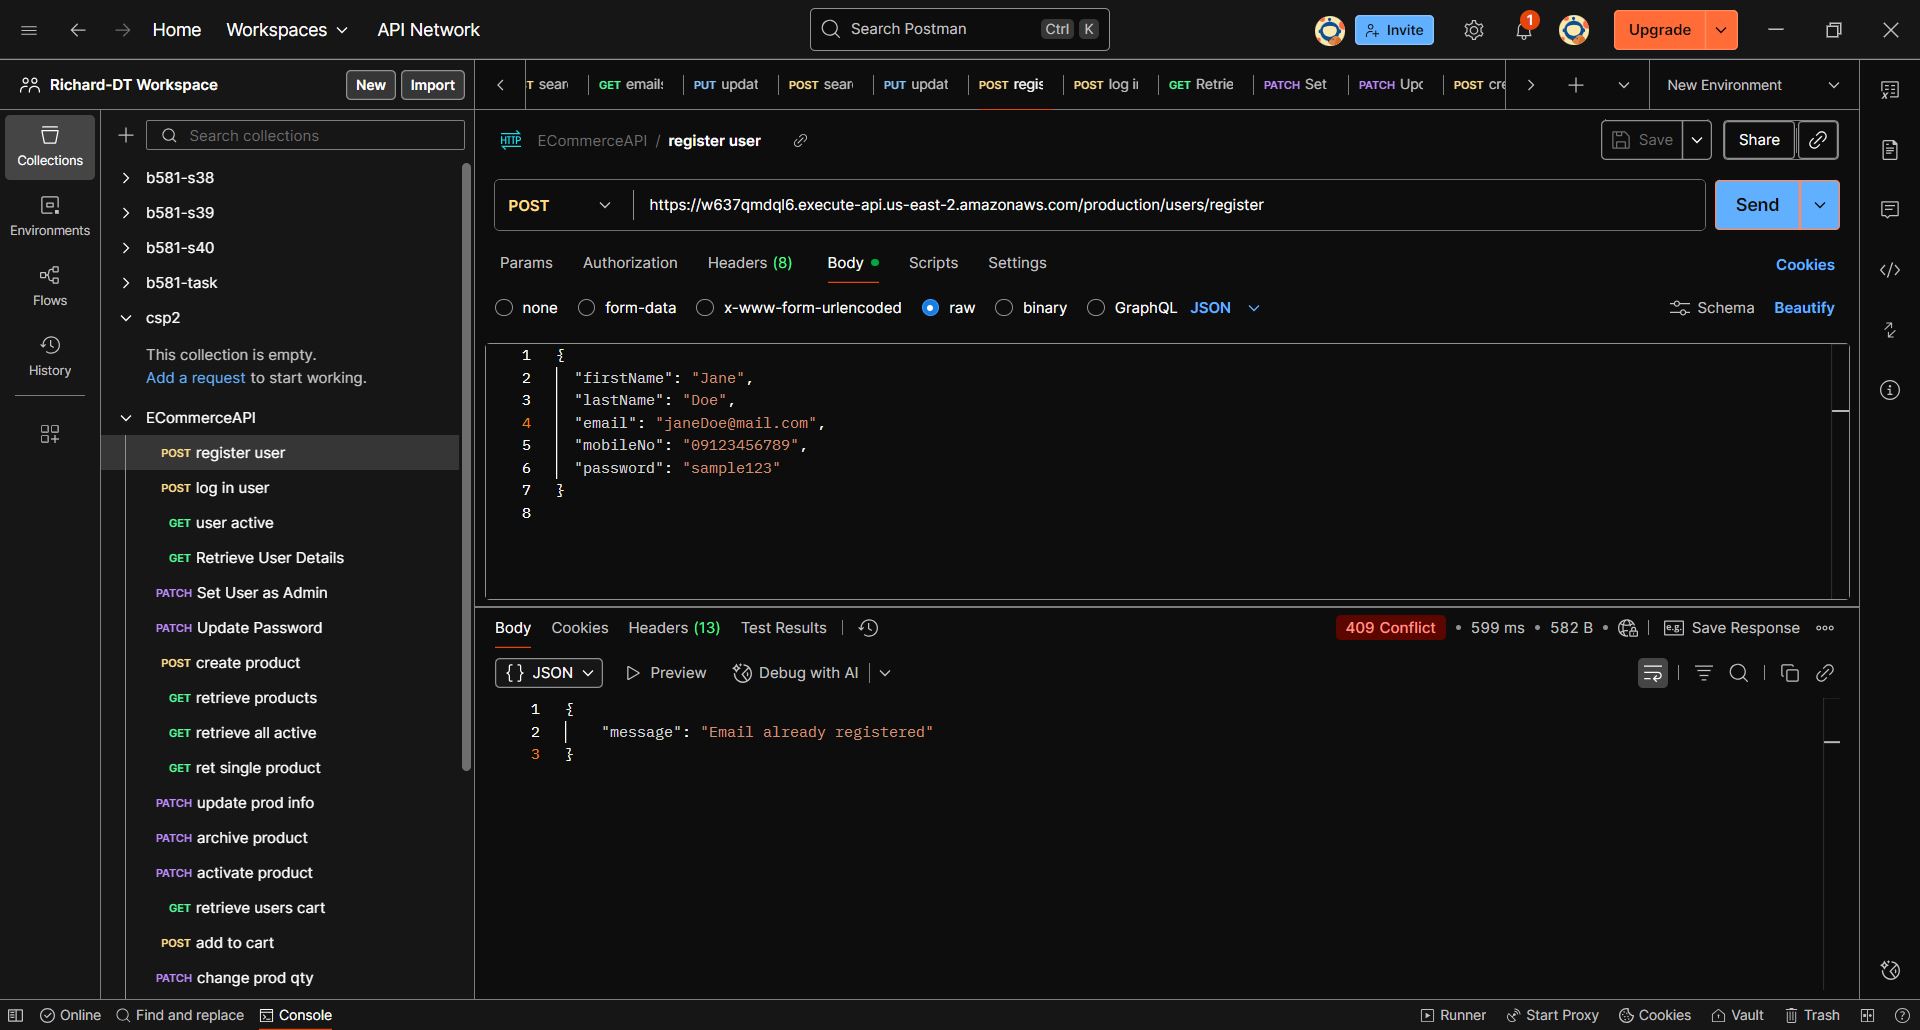 Home Workspaces API Network Search Postman Ctrl K Invite 1 Upgrade
Richard-DT Workspace New Import
T sear GET emails PUT updat POST sear PUT updat POST regis POST log i GET Retrie PATCH Set PATCH Upd POST cre New Environment
Collections
Environments
Flows
History
Search collections
b581-s38
b581-s39
b581-s40
b581-task
csp2
This collection is empty.
Add a request to start working.
ECommerceAPI
POST register user
POST log in user
GET user active
GET Retrieve User Details
PATCH Set User as Admin
PATCH Update Password
POST create product
GET retrieve products
GET retrieve all active
GET ret single product
PATCH update prod info
PATCH archive product
PATCH activate product
GET retrieve users cart
POST add to cart
PATCH change prod qty
HTTP ECommerceAPI / register user Save Share
POST https://w637qmdql6.execute-api.us-east-2.amazonaws.com/production/users/register Send
Params Authorization Headers (8) Body Scripts Settings Cookies
none form-data x-www-form-urlencoded raw binary GraphQL JSON Schema Beautify
1 {
2 "firstName": "Jane",
3 "lastName": "Doe",
4 "email": "janeDoe@mail.com",
5 "mobileNo": "09123456789",
6 "password": "sample123"
7 }
8
Body Cookies Headers (13) Test Results 409 Conflict • 599 ms • 582 B • e.g. Save Response
{} JSON Preview Debug with AI
1 {
2 "message": "Email already registered"
3 }
Online Find and replace Console Runner Start Proxy Cookies Vault Trash